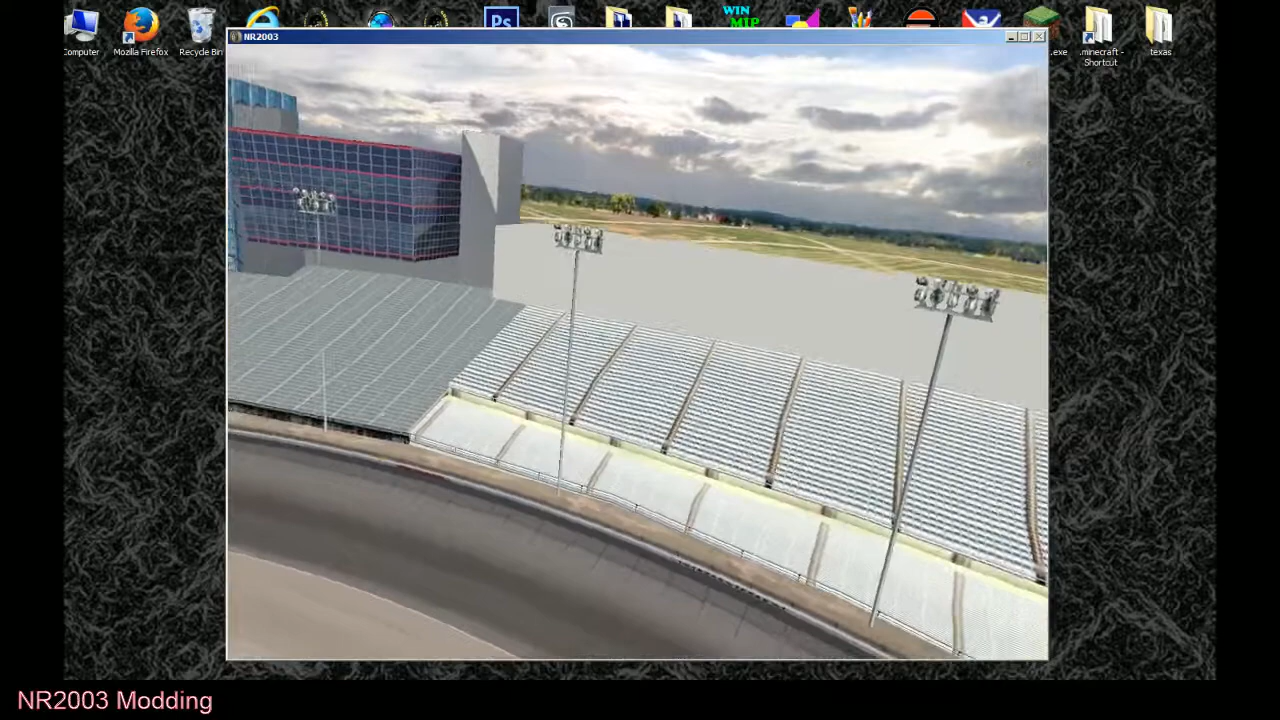 Ps
WIN
MIP
Computer
Mozilla Firefox
Recycle Bin
NR2003
.exe
.minecraft -
Shortcut
texas
NR2003 Modding